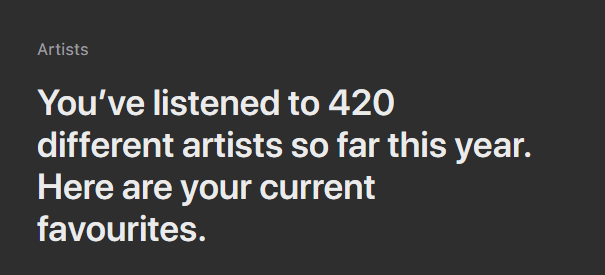 Artists
You’ve listened to 420
different artists so far this year.
Here are your current
favourites.